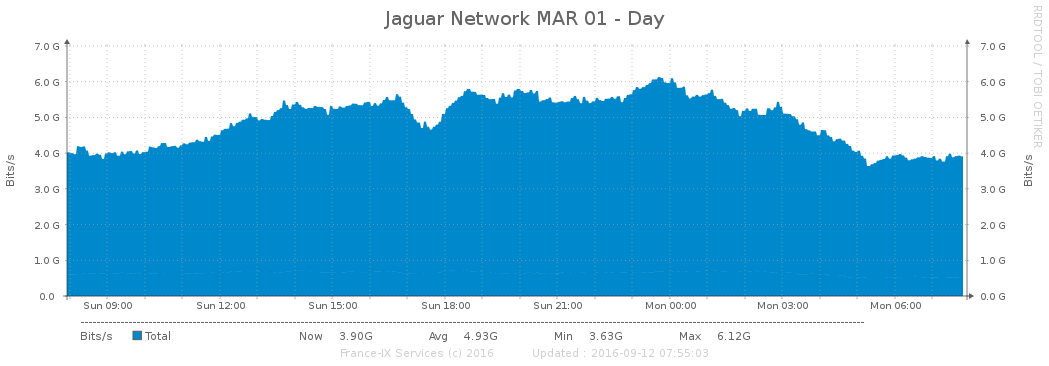 Jaguar Network MAR 01 - Day
RRDTOOL / TOBI OETIKER
Bits/s
7.0 G 7.0 G
6.0 G 6.0 G
5.0 G 5.0 G
4.0 G 4.0 G
3.0 G 3.0 G
2.0 G 2.0 G
1.0 G 1.0 G
0.0 0.0 G
Bits/s
Sun 09:00 Sun 12:00 Sun 15:00 Sun 18:00 Sun 21:00 Mon 00:00 Mon 03:00 Mon 06:00
Bits/s Total Now 3.90G Avg 4.93G Min 3.63G Max 6.12G
France-IX Services (c) 2016 Updated : 2016-09-12 07:55:03